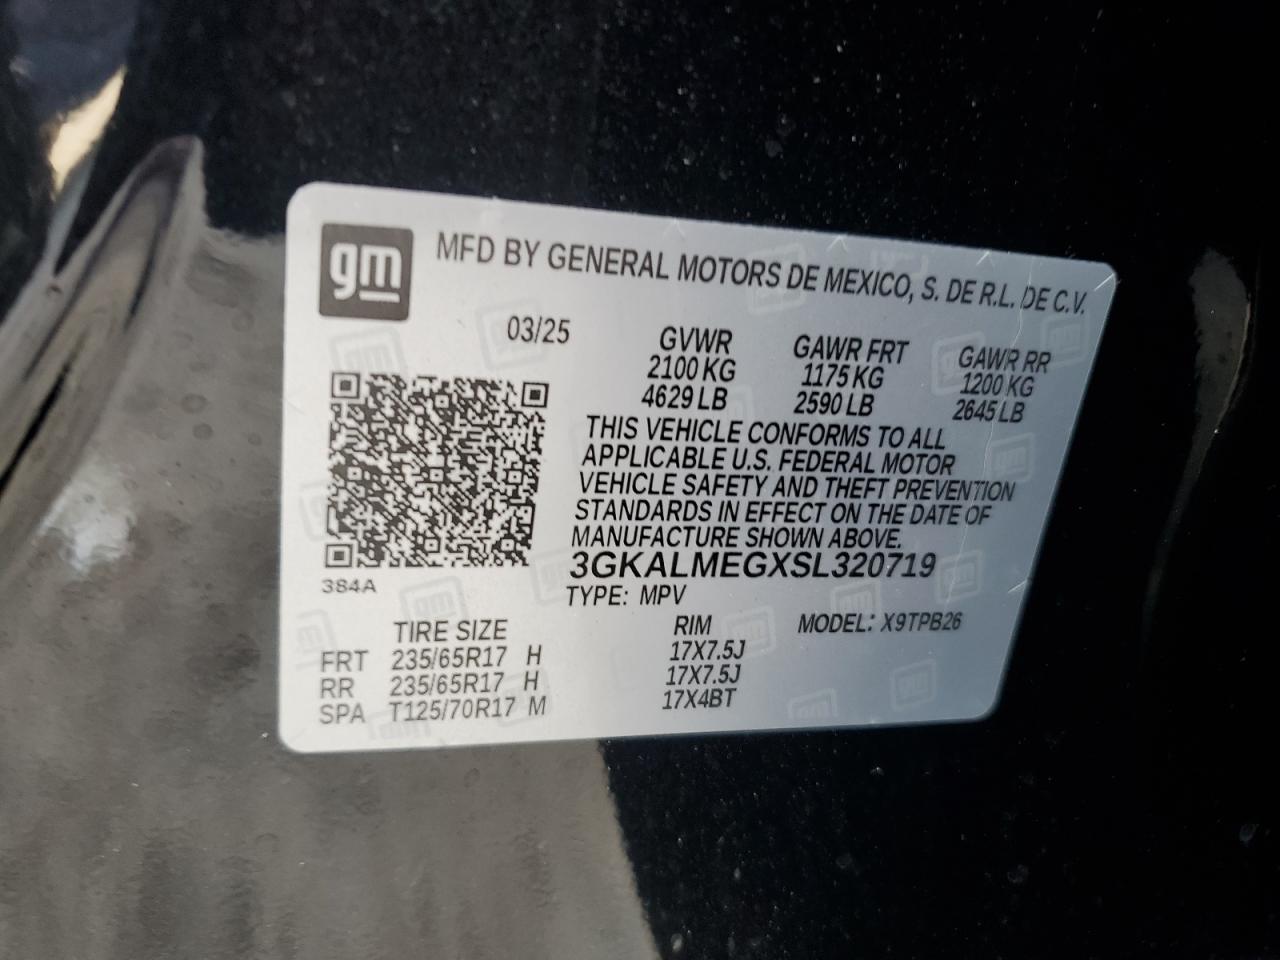 gm MFD BY GENERAL MOTORS DE MEXICO, S. DE R.L. DE C.V.
03/25 GVWR GAWR FRT GAWR RR
2100 KG 1175 KG 1200 KG
4629 LB 2590 LB 2645 LB
THIS VEHICLE CONFORMS TO ALL
APPLICABLE U.S. FEDERAL MOTOR
VEHICLE SAFETY AND THEFT PREVENTION
STANDARDS IN EFFECT ON THE DATE OF
MANUFACTURE SHOWN ABOVE.
3GKALMEGXSL320719
384A
TYPE: MPV
TIRE SIZE RIM MODEL: X9TPB26
FRT 235/65R17 H 17X7.5J
RR 235/65R17 H 17X7.5J
SPA T125/70R17 M 17X4BT